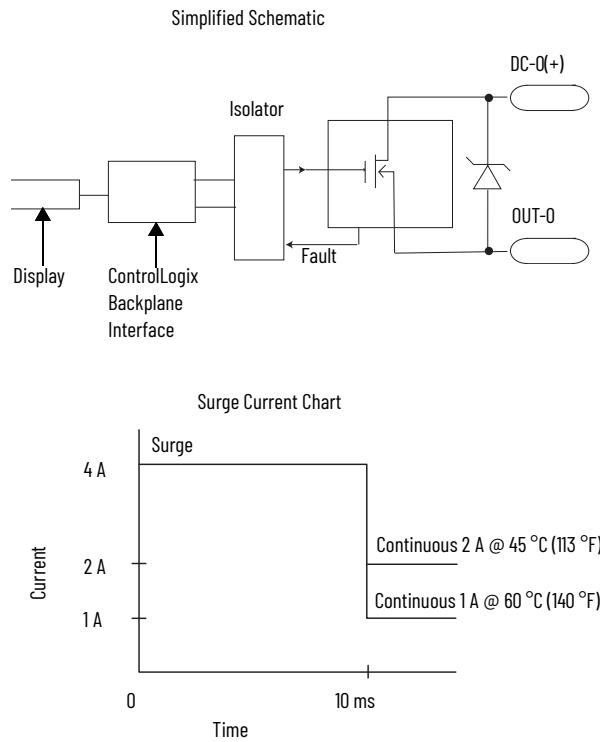 Simplified Schematic
DC-0(+)
Isolator
OUT-0
Fault
Display
ControlLogix
Backplane
Interface
Surge Current Chart
Surge
4 A
Continuous 2 A @ 45 °C (113 °F)
2 A
Continuous 1 A @ 60 °C (140 °F)
1 A
Current
0
10 ms
Time